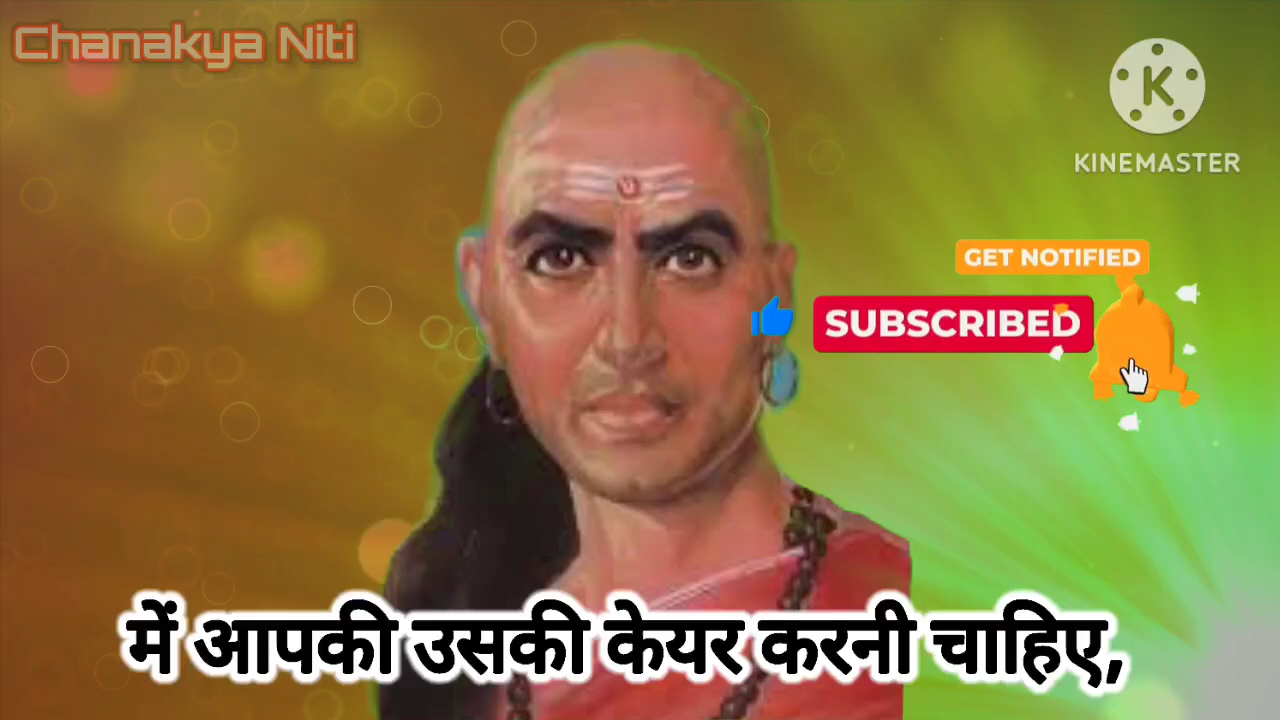 Chanakya Niti
K
KINEMASTER
GET NOTIFIED
SUBSCRIBED
में आपकी उसकी केयर करनी चाहिए,